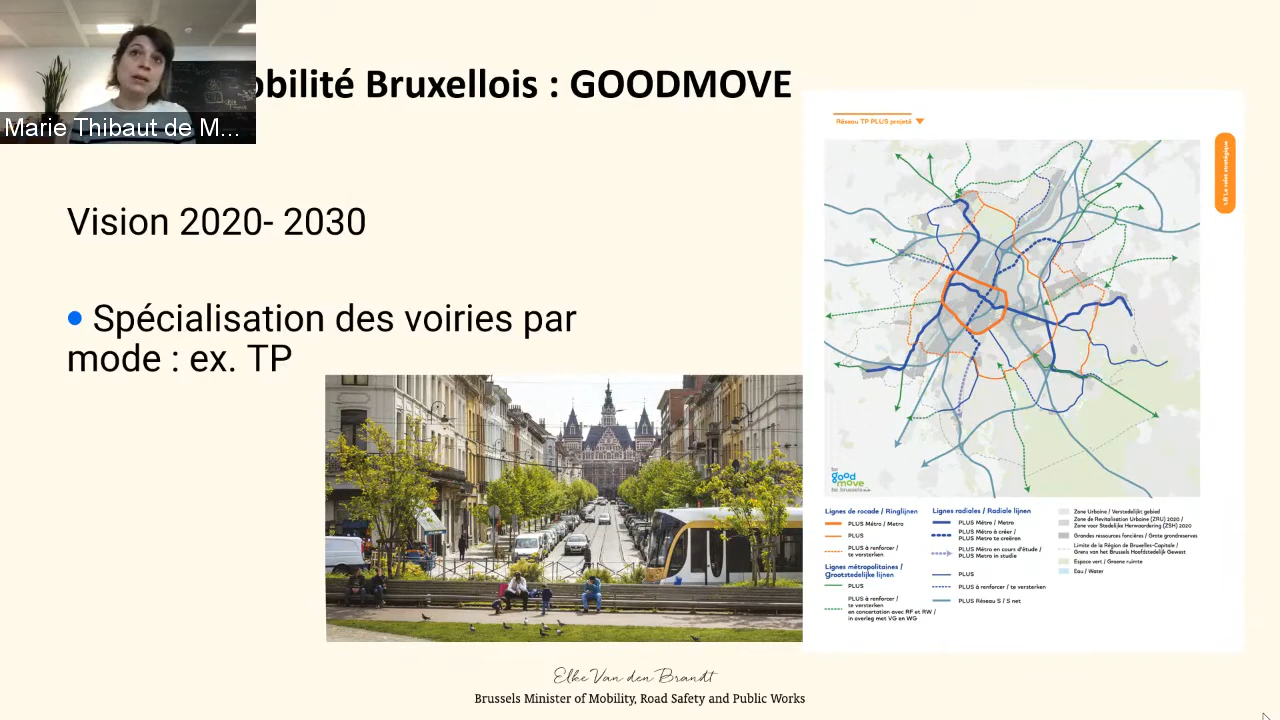 obilité Bruxellois : GOODMOVE
Marie Thibaut de M...
Vision 2020- 2030
Spécialisation des voiries par
mode : ex. TP
Réseau TP PLUS projeté
good
move
Lignes de rocade / Ringlijnen
PLUS Métro / Metro
PLUS
PLUS à renforcer /
te versterken
Lignes métropolitaines /
Grootstedelijke lijnen
PLUS
PLUS à renforcer /
te versterken
en concertation avec RF et RW /
in overleg met VG en WG
Lignes radiales / Radiale lijnen
PLUS Métro / Metro
PLUS Métro à créer /
PLUS Metro te creëren
PLUS Métro en cours d'étude /
PLUS Metro in studie
PLUS
PLUS à renforcer / te versterken
PLUS Réseau S / S net
Zone Urbaine / Verstedelijkt gebied
Zone de Revitalisation Urbaine (ZRU) 2020 /
Zone voor Stedelijke Herwaardering (ZSH) 2020
Grandes ressources foncières / Grote grondreserves
Limite de la Région de Bruxelles-Capitale /
Grens van het Brussels Hoofdstedelijk Gewest
Espace vert / Groene ruimte
Eau / Water
Elke Van den Brandt
Brussels Minister of Mobility, Road Safety and Public Works